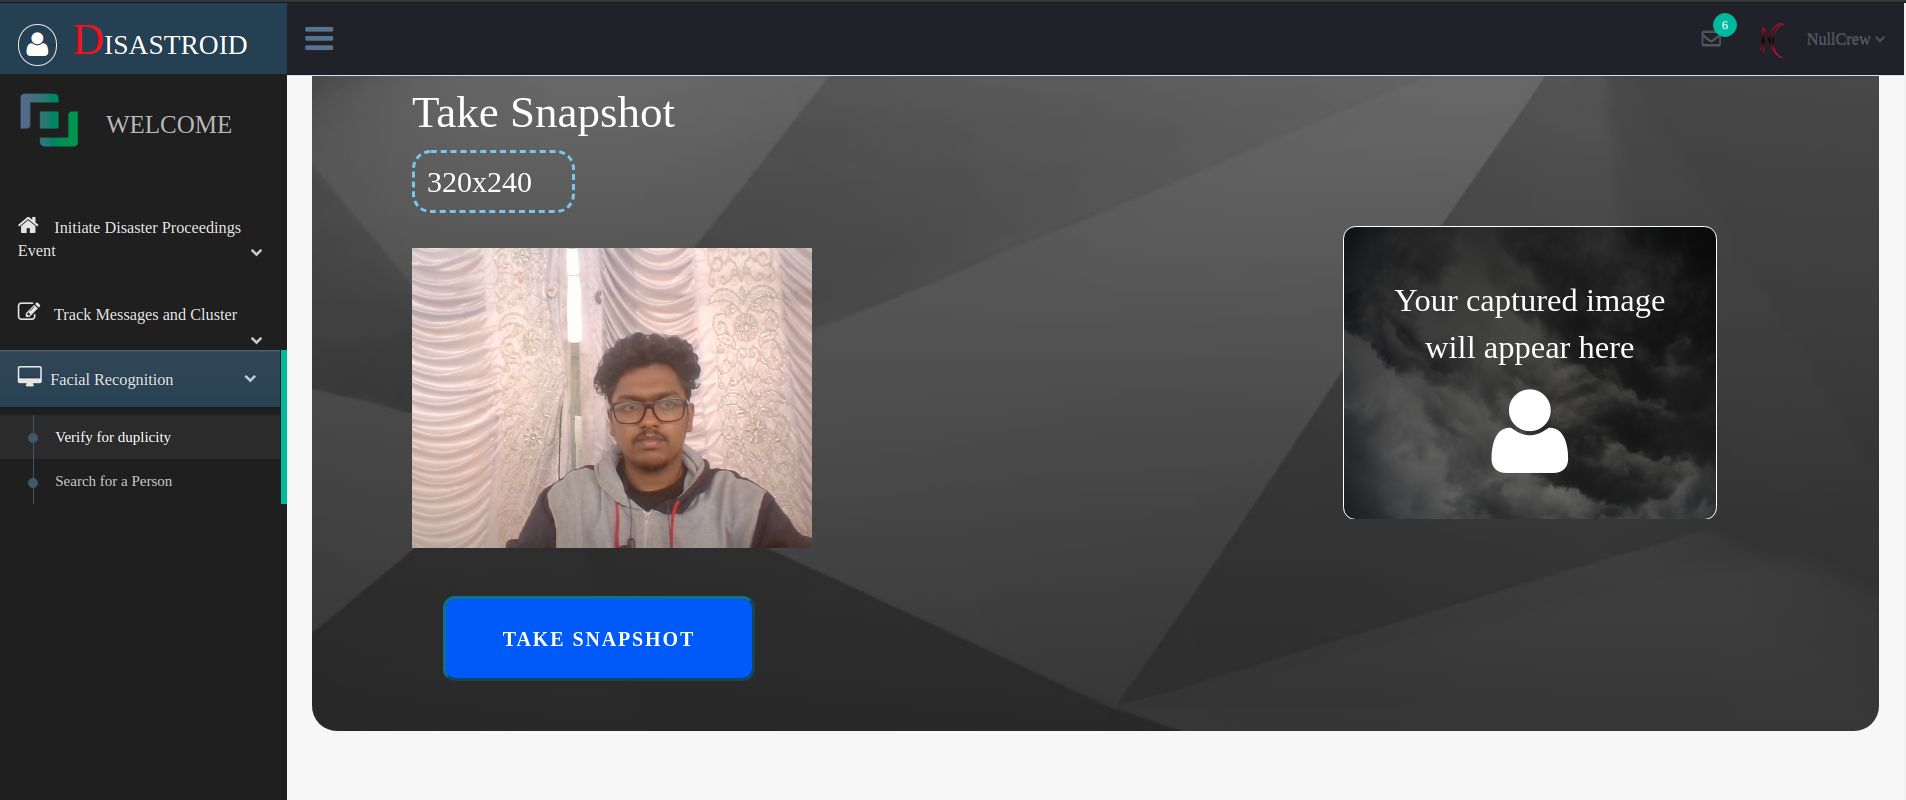 DISASTROID
6
NullCrew
WELCOME
Initiate Disaster Proceedings
Event
Track Messages and Cluster
Facial Recognition
Verify for duplicity
Search for a Person
Take Snapshot
320x240
TAKE SNAPSHOT
Your captured image
will appear here